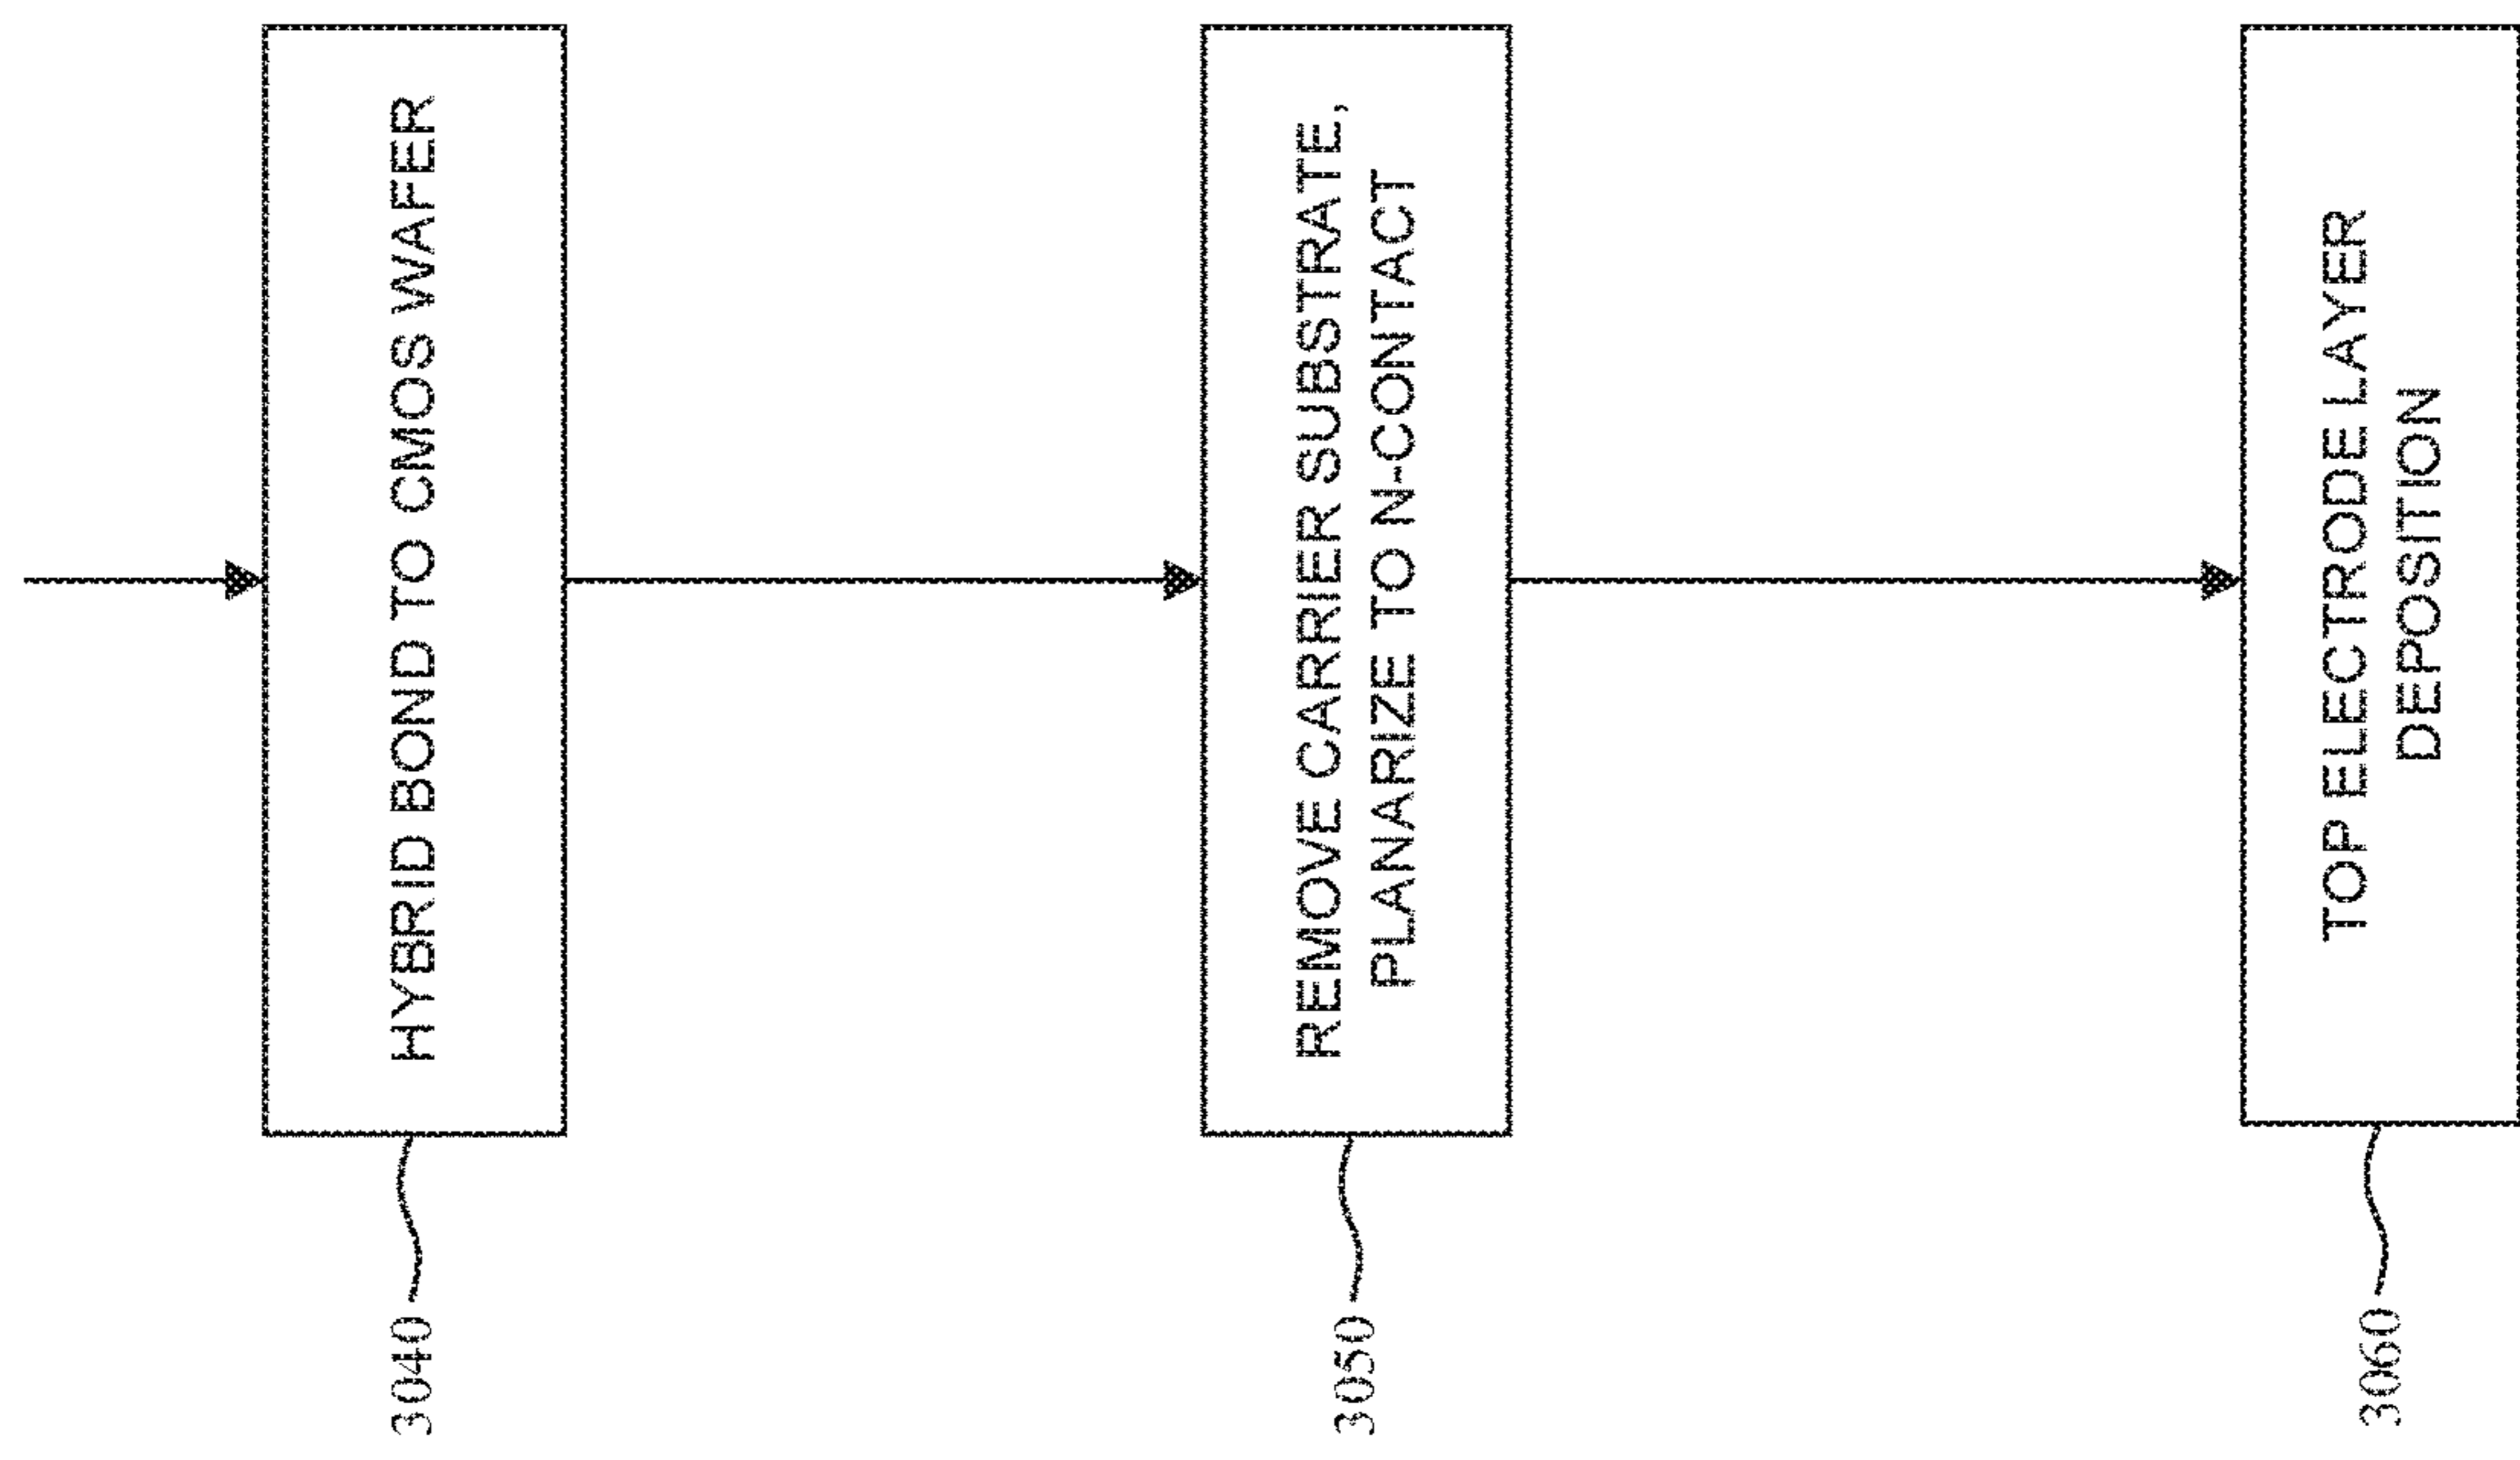 3040
HYBRID BOND TO CMOS WAFER
3050
REMOVE CARRIER SUBSTRATE,
PLANARIZE TO N-CONTACT
3060
TOP ELECTRODE LAYER
DEPOSITION